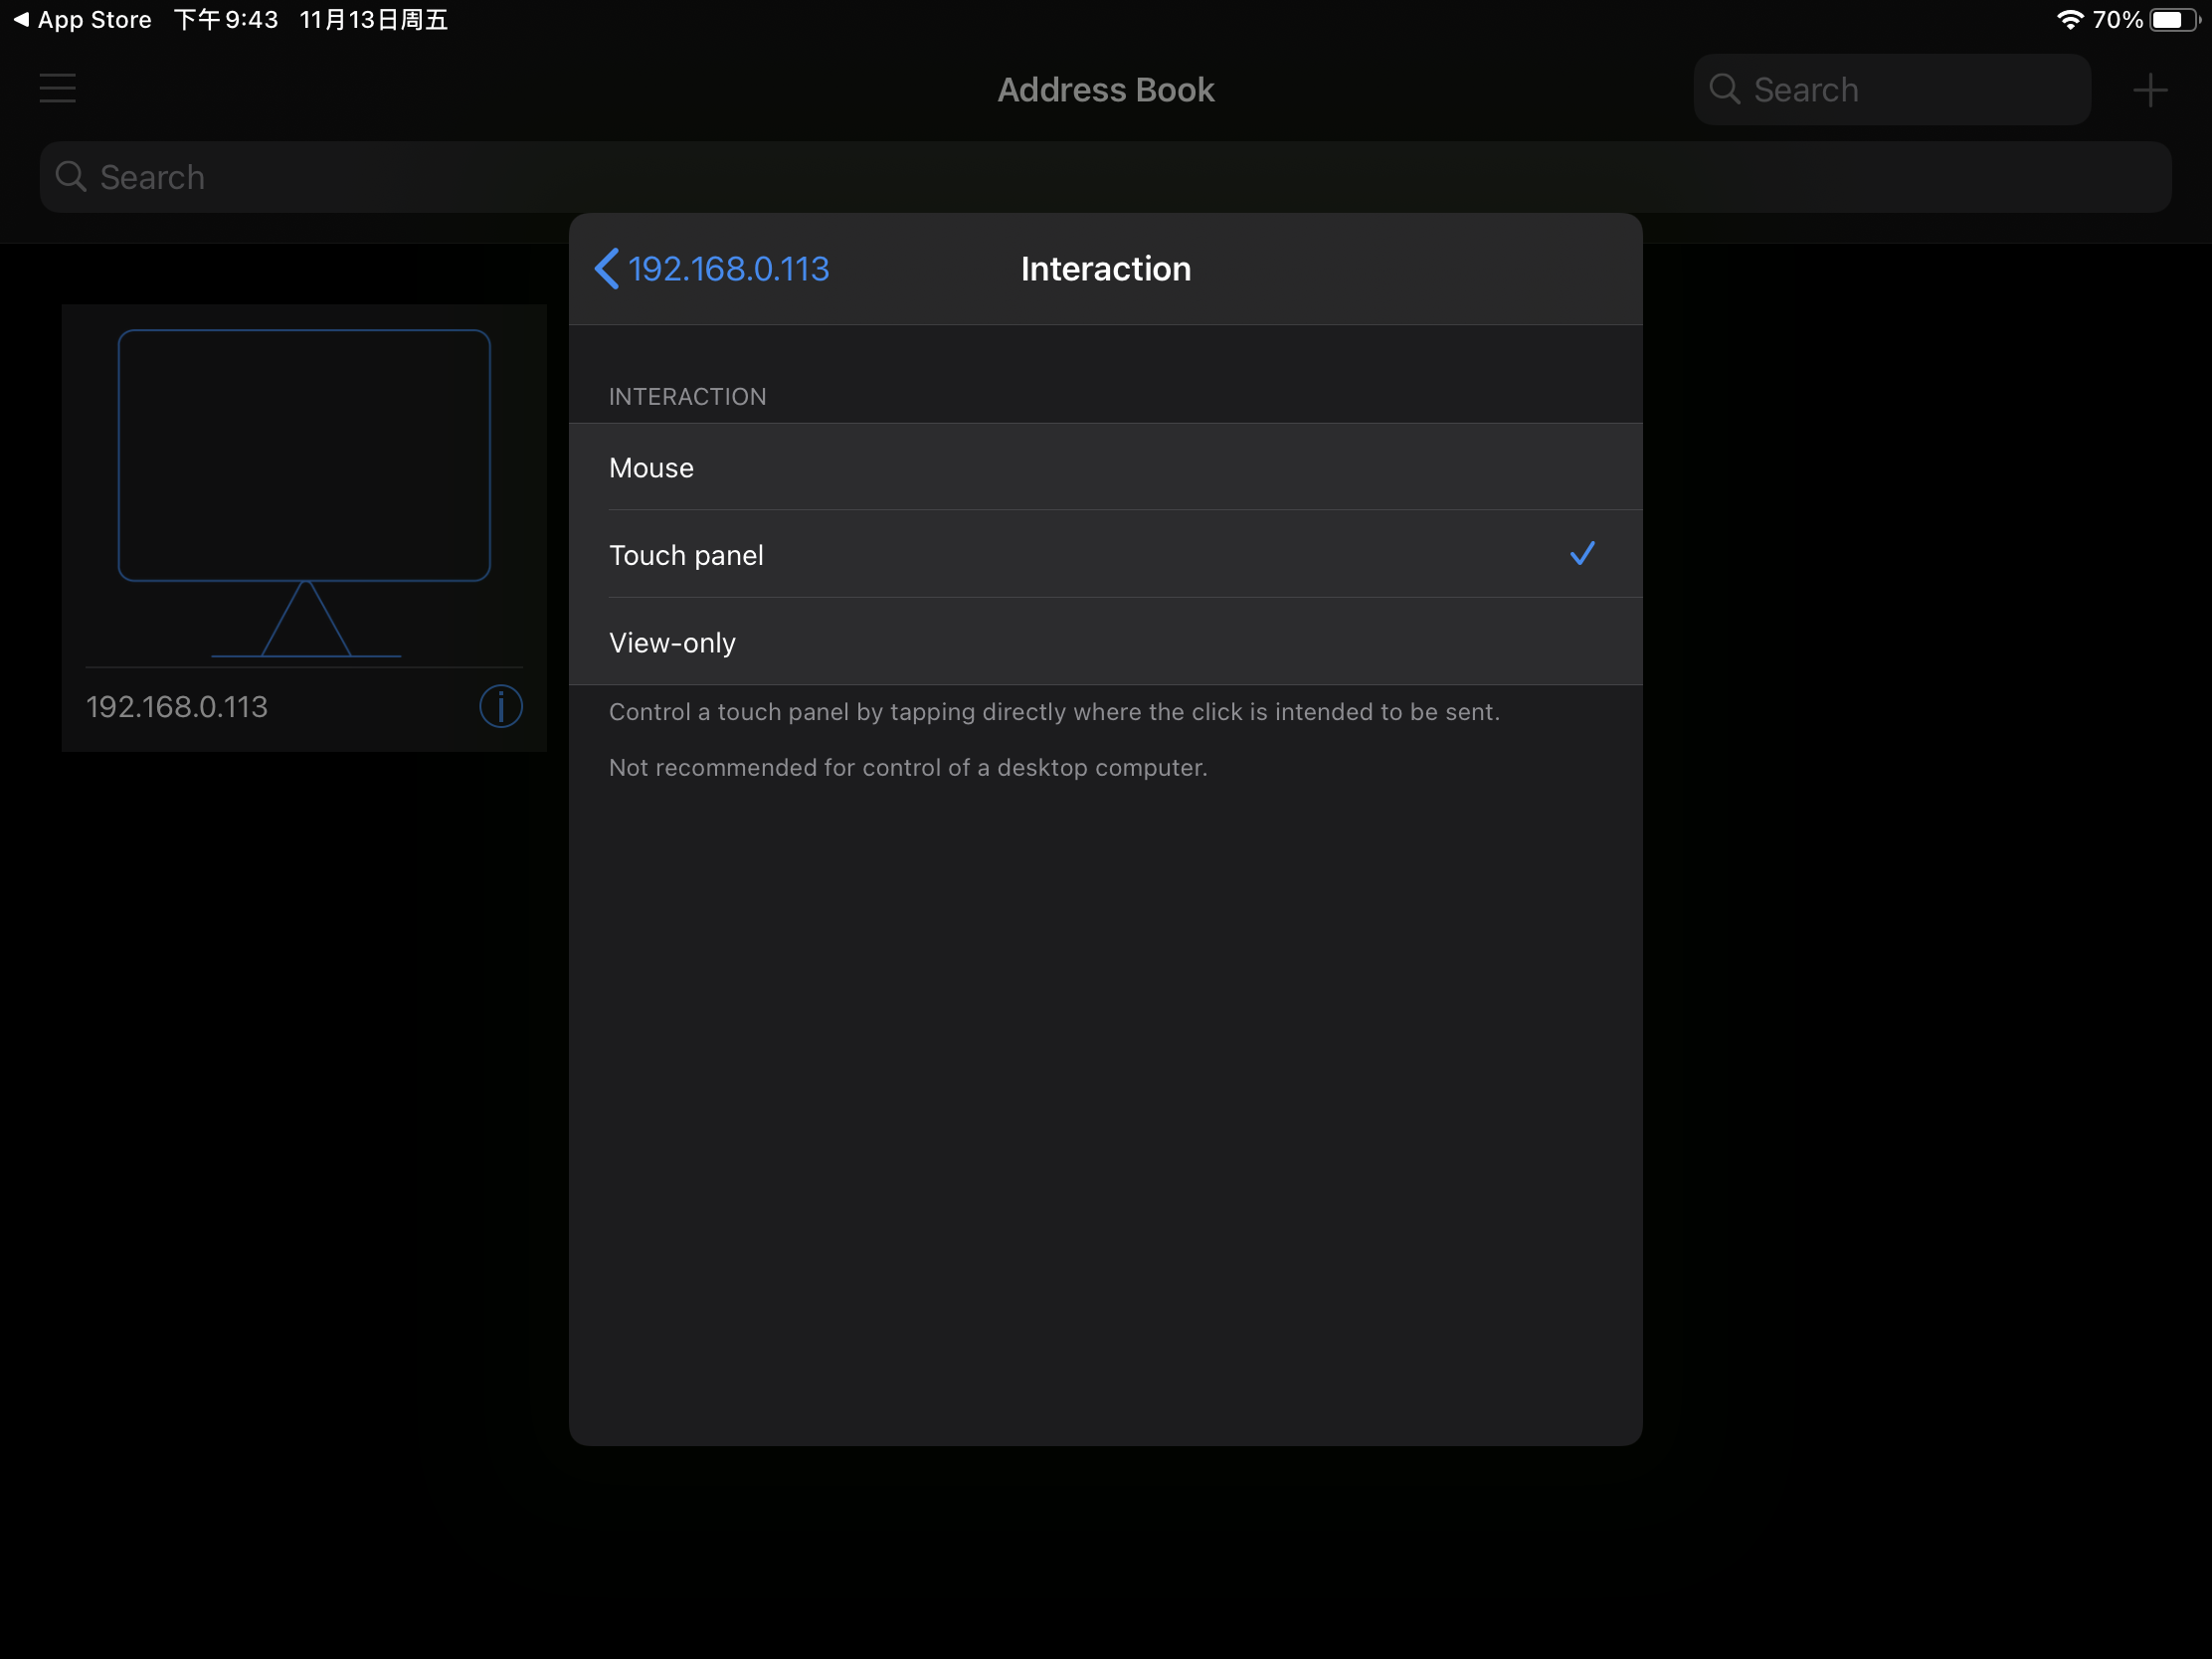 App Store 下午9:43 11月13日周五 70%
Address Book
Search
Search
192.168.0.113 Interaction
INTERACTION
Mouse
Touch panel
View-only
Control a touch panel by tapping directly where the click is intended to be sent.
Not recommended for control of a desktop computer.
192.168.0.113